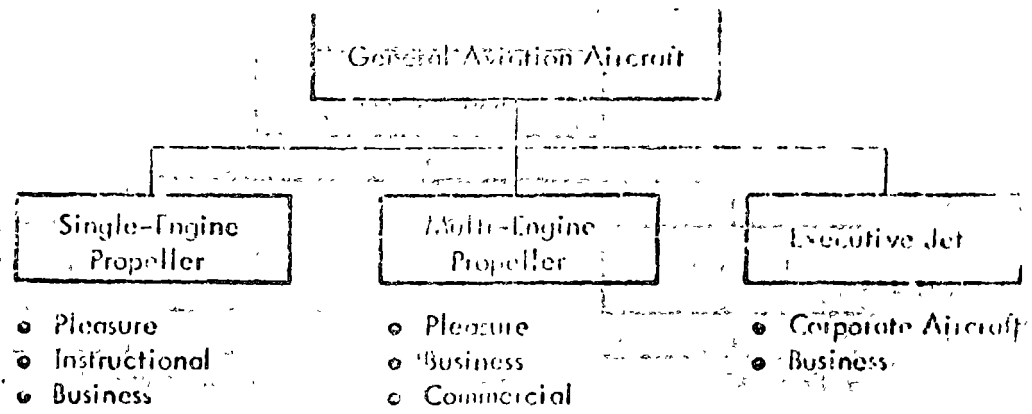 General Aviation Aircraft
Single-Engine
Propeller
Multi-Engine
Propeller
Executive Jet
• Pleasure
• Instructional
• Business
• Pleasure
• Business
• Commercial
• Corporate Aircraft
• Business